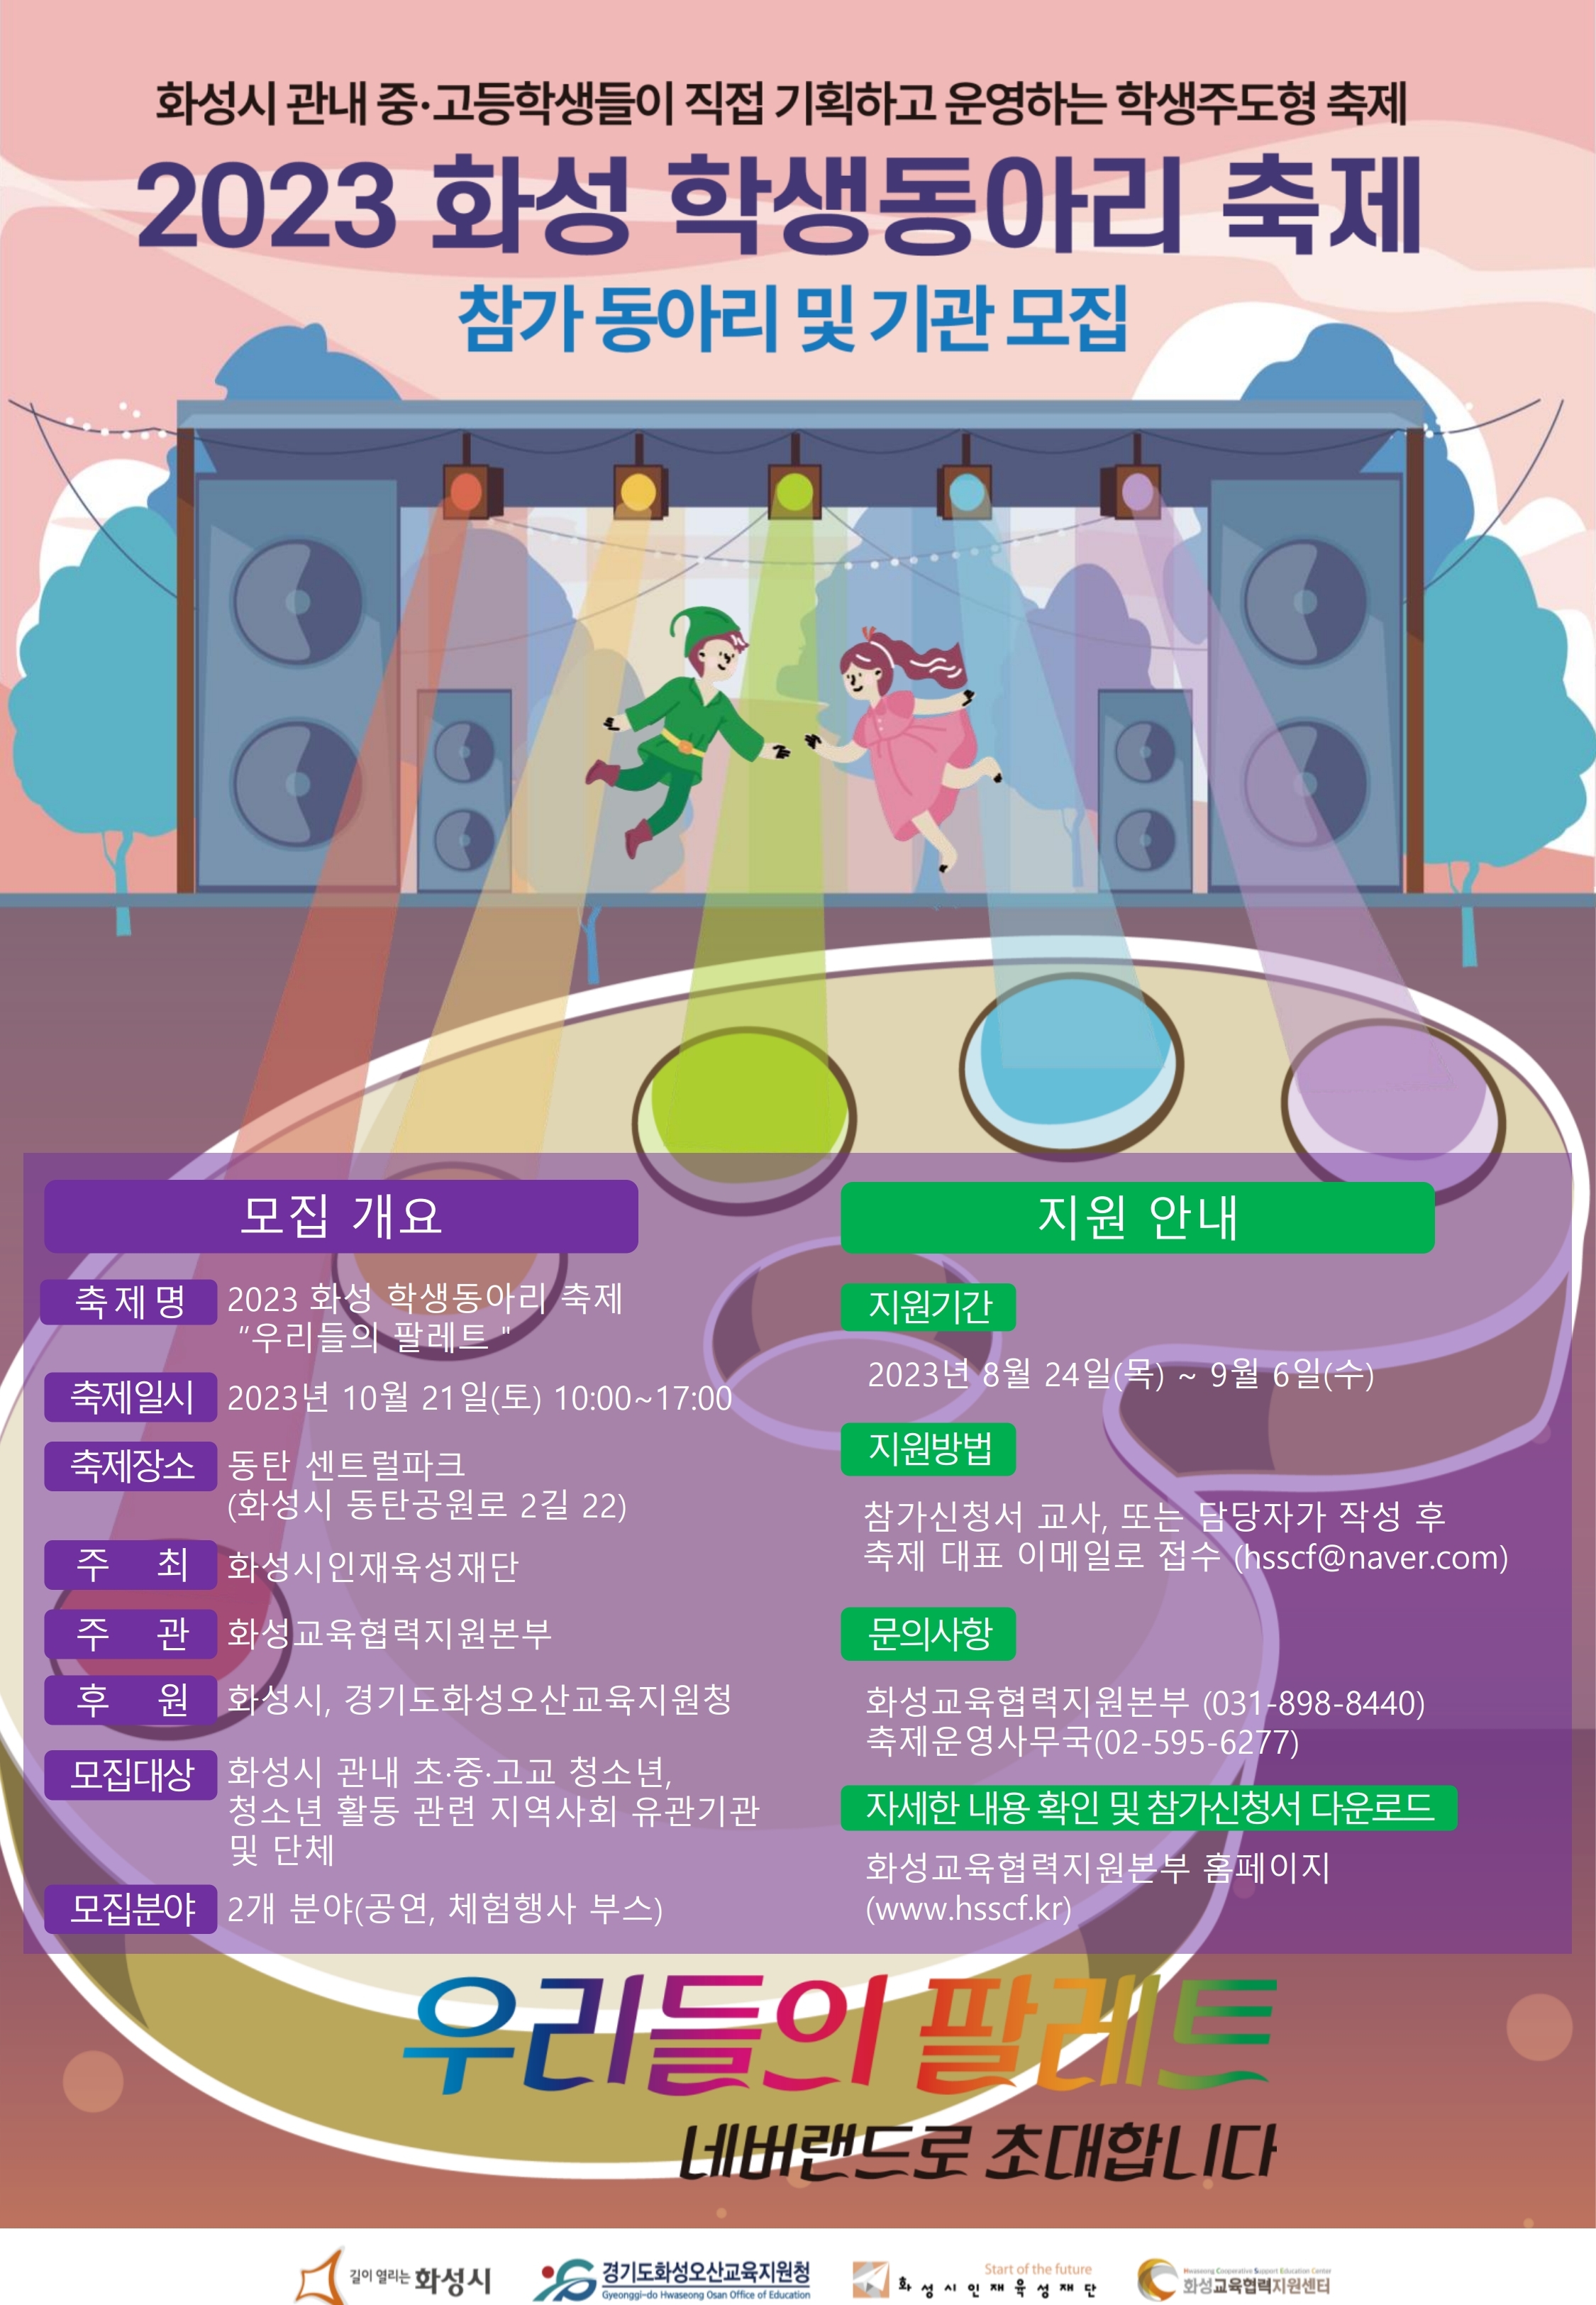 화성시 관내 중·고등학생들이 직접 기획하고 운영하는 학생주도형 축제
2023 화성 학생동아리 축제
참가 동아리 및 기관 모집
모집 개요
축 제 명 2023 화성 학생동아리 축제
"우리들의 팔레트 "
축제일시 2023년 10월 21일(토) 10:00~17:00
축제장소 동탄 센트럴파크
(화성시 동탄공원로 2길 22)
주 최 화성시인재육성재단
주 관 화성교육협력지원본부
후 원 화성시, 경기도화성오산교육지원청
모집대상 화성시 관내 초·중·고교 청소년,
청소년 활동 관련 지역사회 유관기관
및 단체
모집분야 2개 분야(공연, 체험행사 부스)
지원 안내
지원기간
2023년 8월 24일(목) ~ 9월 6일(수)
지원방법
참가신청서 교사, 또는 담당자가 작성 후
축제 대표 이메일로 접수 (hsscf@naver.com)
문의사항
화성교육협력지원본부 (031-898-8440)
축제운영사무국(02-595-6277)
자세한 내용 확인 및 참가신청서 다운로드
화성교육협력지원본부 홈페이지
(www.hsscf.kr)
우리들의 팔레트
네버랜드로 초대합니다
길이 열리는 화성시
경기도화성오산교육지원청
Gyeonggi-do Hwaseong Osan Office of Education
Start of the future
화성시인재육성재단
Hwaseong Cooperative Support Education Center
화성교육협력지원센터